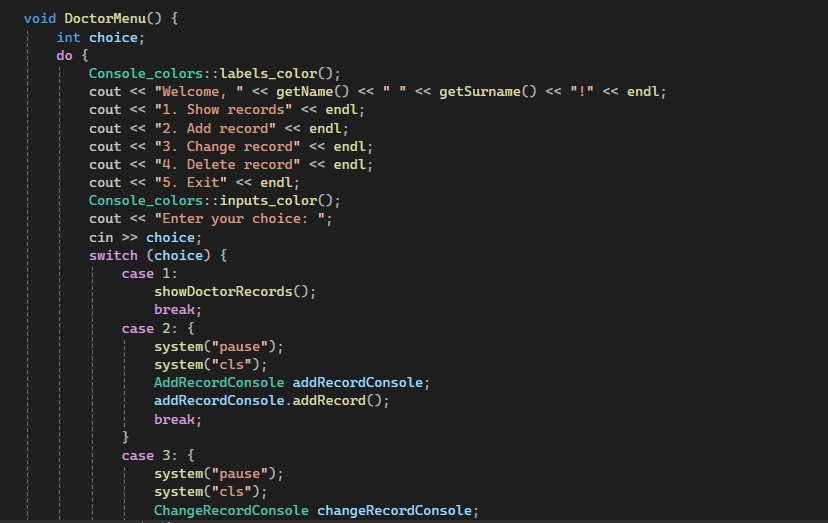 void DoctorMenu() {
int choice;
do {
Console_colors::labels_color();
cout << "Welcome, " << getName() << " " << getSurname() << "!" << endl;
cout << "1. Show records" << endl;
cout << "2. Add record" << endl;
cout << "3. Change record" << endl;
cout << "4. Delete record" << endl;
cout << "5. Exit" << endl;
Console_colors::inputs_color();
cout << "Enter your choice: ";
cin >> choice;
switch (choice) {
case 1:
showDoctorRecords();
break;
case 2: {
system("pause");
system("cls");
AddRecordConsole addRecordConsole;
addRecordConsole.addRecord();
break;
}
case 3: {
system("pause");
system("cls");
ChangeRecordConsole changeRecordConsole;